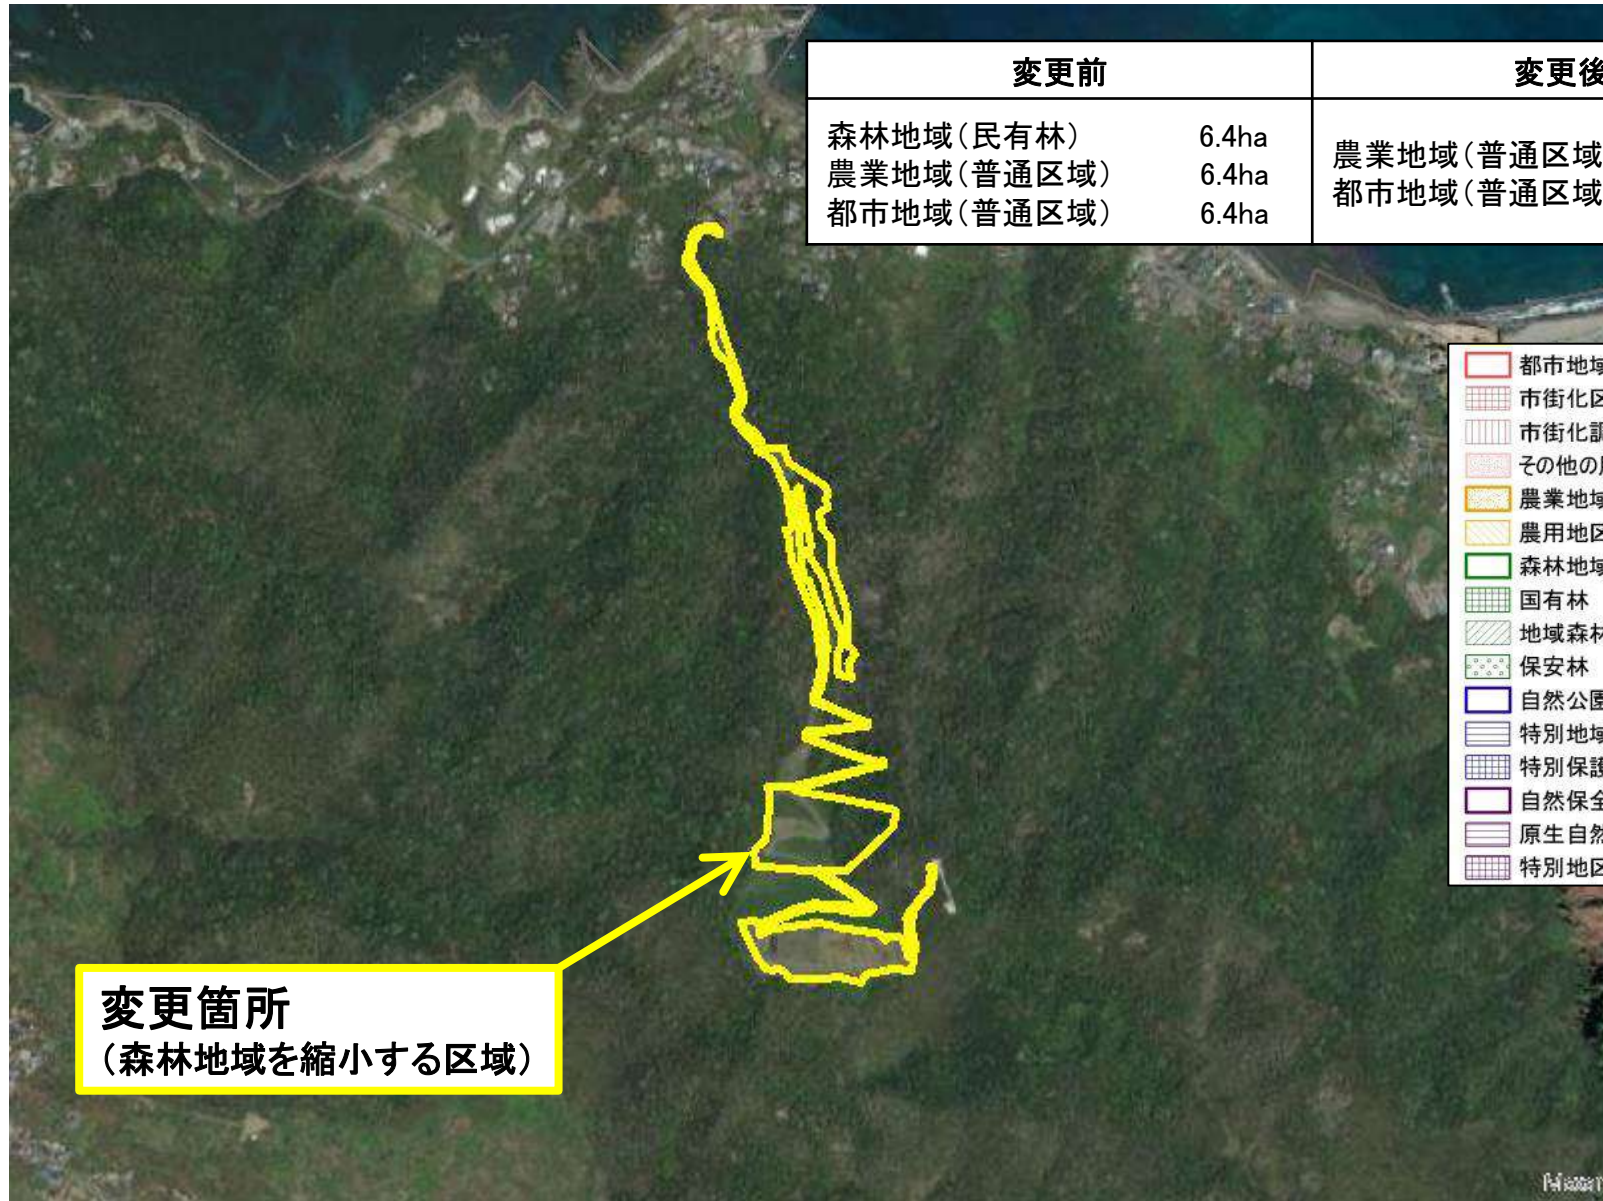 変更前
変更後
森林地域（民有林） 6.4ha
農業地域（普通区域） 6.4ha
都市地域（普通区域） 6.4ha
農業地域（普通区域
都市地域（普通区域
都市地域
市街化区
市街化調
その他の用
農業地域
農用地区
森林地域
国有林
地域森林
保安林
自然公園
特別地域
特別保護
自然保全
原生自然
特別地区
変更箇所
（森林地域を縮小する区域）